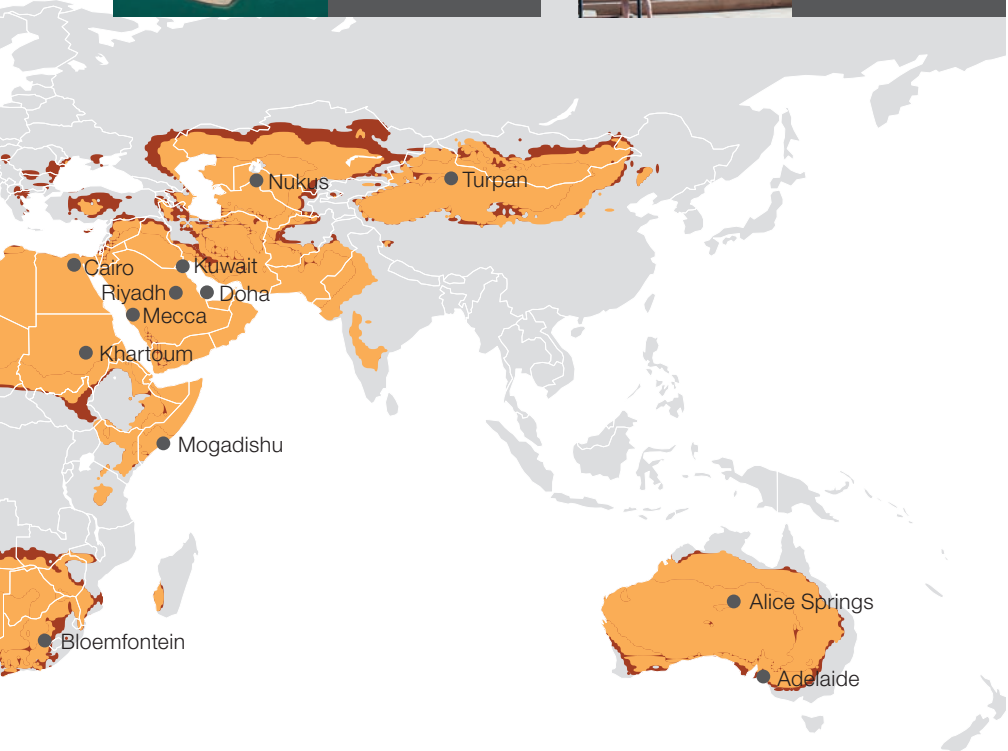 Nukus
Turpan
Cairo
Kuwait
Riyadh
Doha
Mecca
Khartoum
Mogadishu
Alice Springs
Bloemfontein
Adelaide